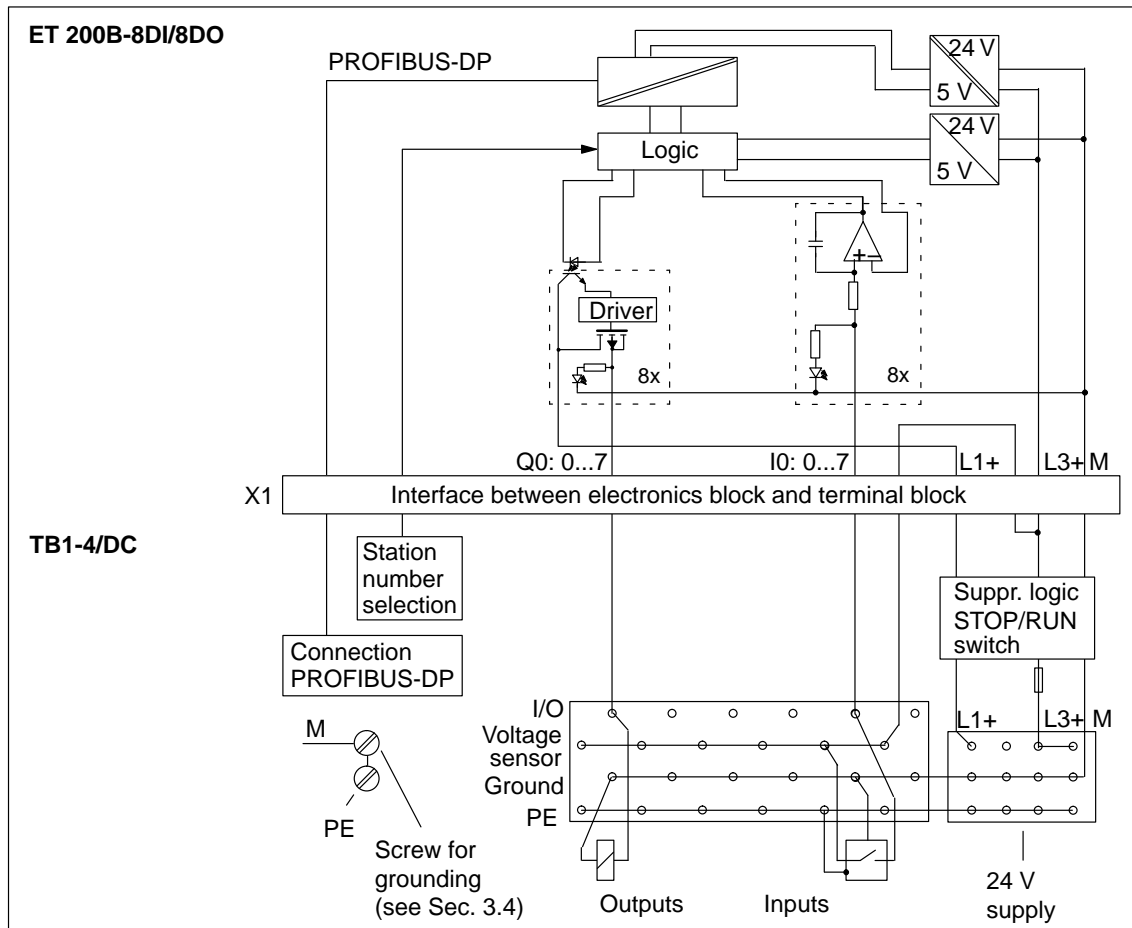 ET 200B-8DI/8DO
PROFIBUS-DP
24 V
5 V
24 V
5 V
Logic
+ –
Driver
8x
8x
Q0: 0...7
I0: 0...7
L1+
L3+ M
X1
Interface between electronics block and terminal block
TB1-4/DC
Station
number
selection
Suppr. logic
STOP/RUN
switch
Connection
PROFIBUS-DP
I/O
Voltage
sensor
Ground
PE
L1+
L3+ M
M
PE
Screw for
grounding
(see Sec. 3.4)
Outputs
Inputs
24 V
supply